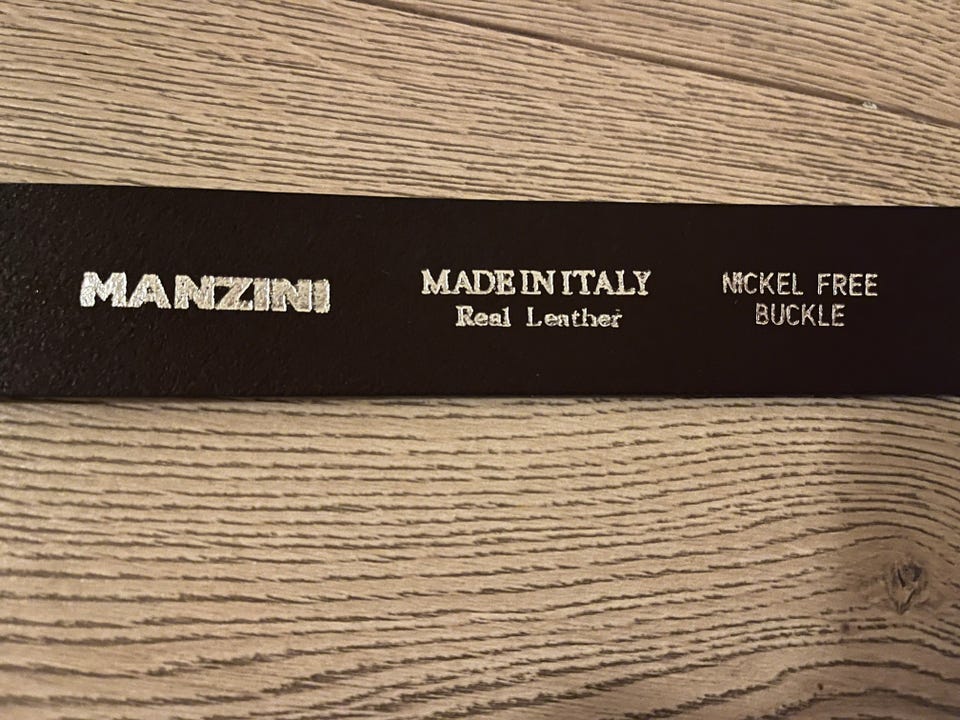 MANZINI
MADE IN ITALY
Real Leather
NICKEL FREE
BUCKLE